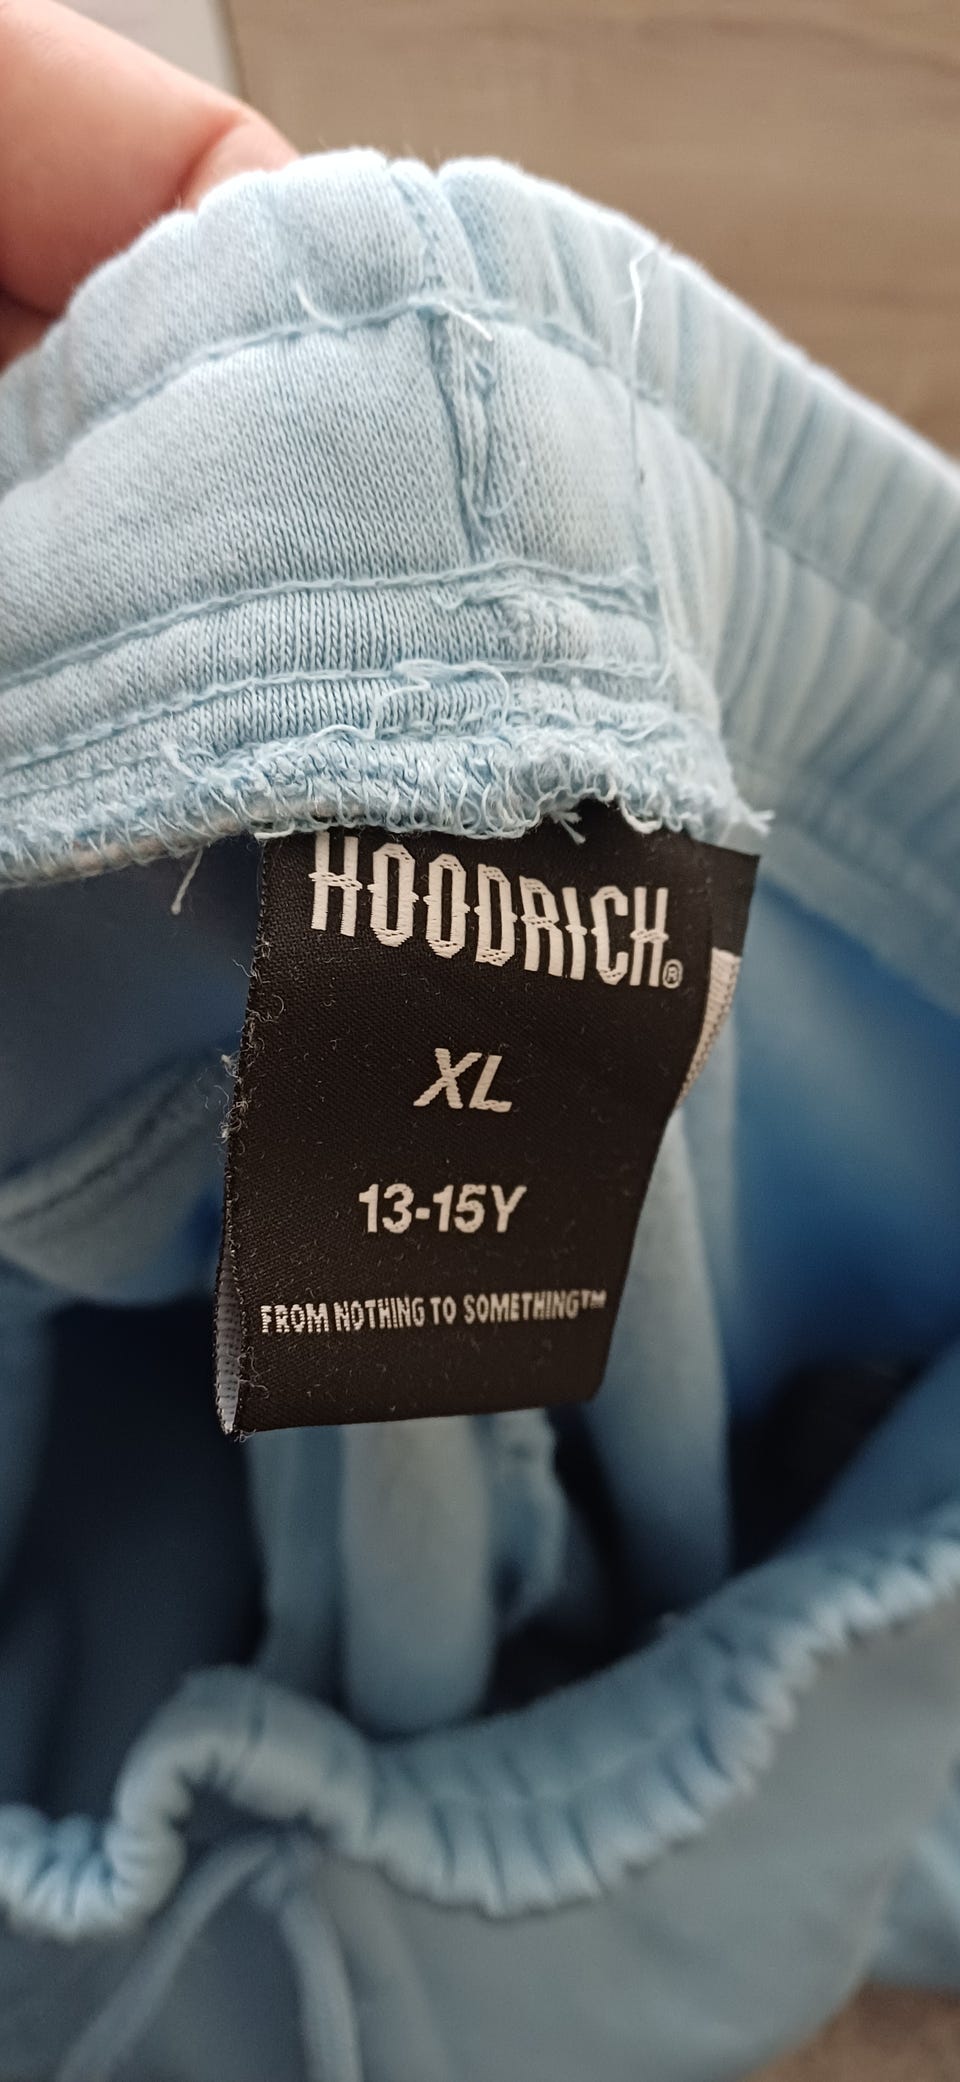 HOODRICH®
XL
13-15Y
FROM NOTHING TO SOMETHING™